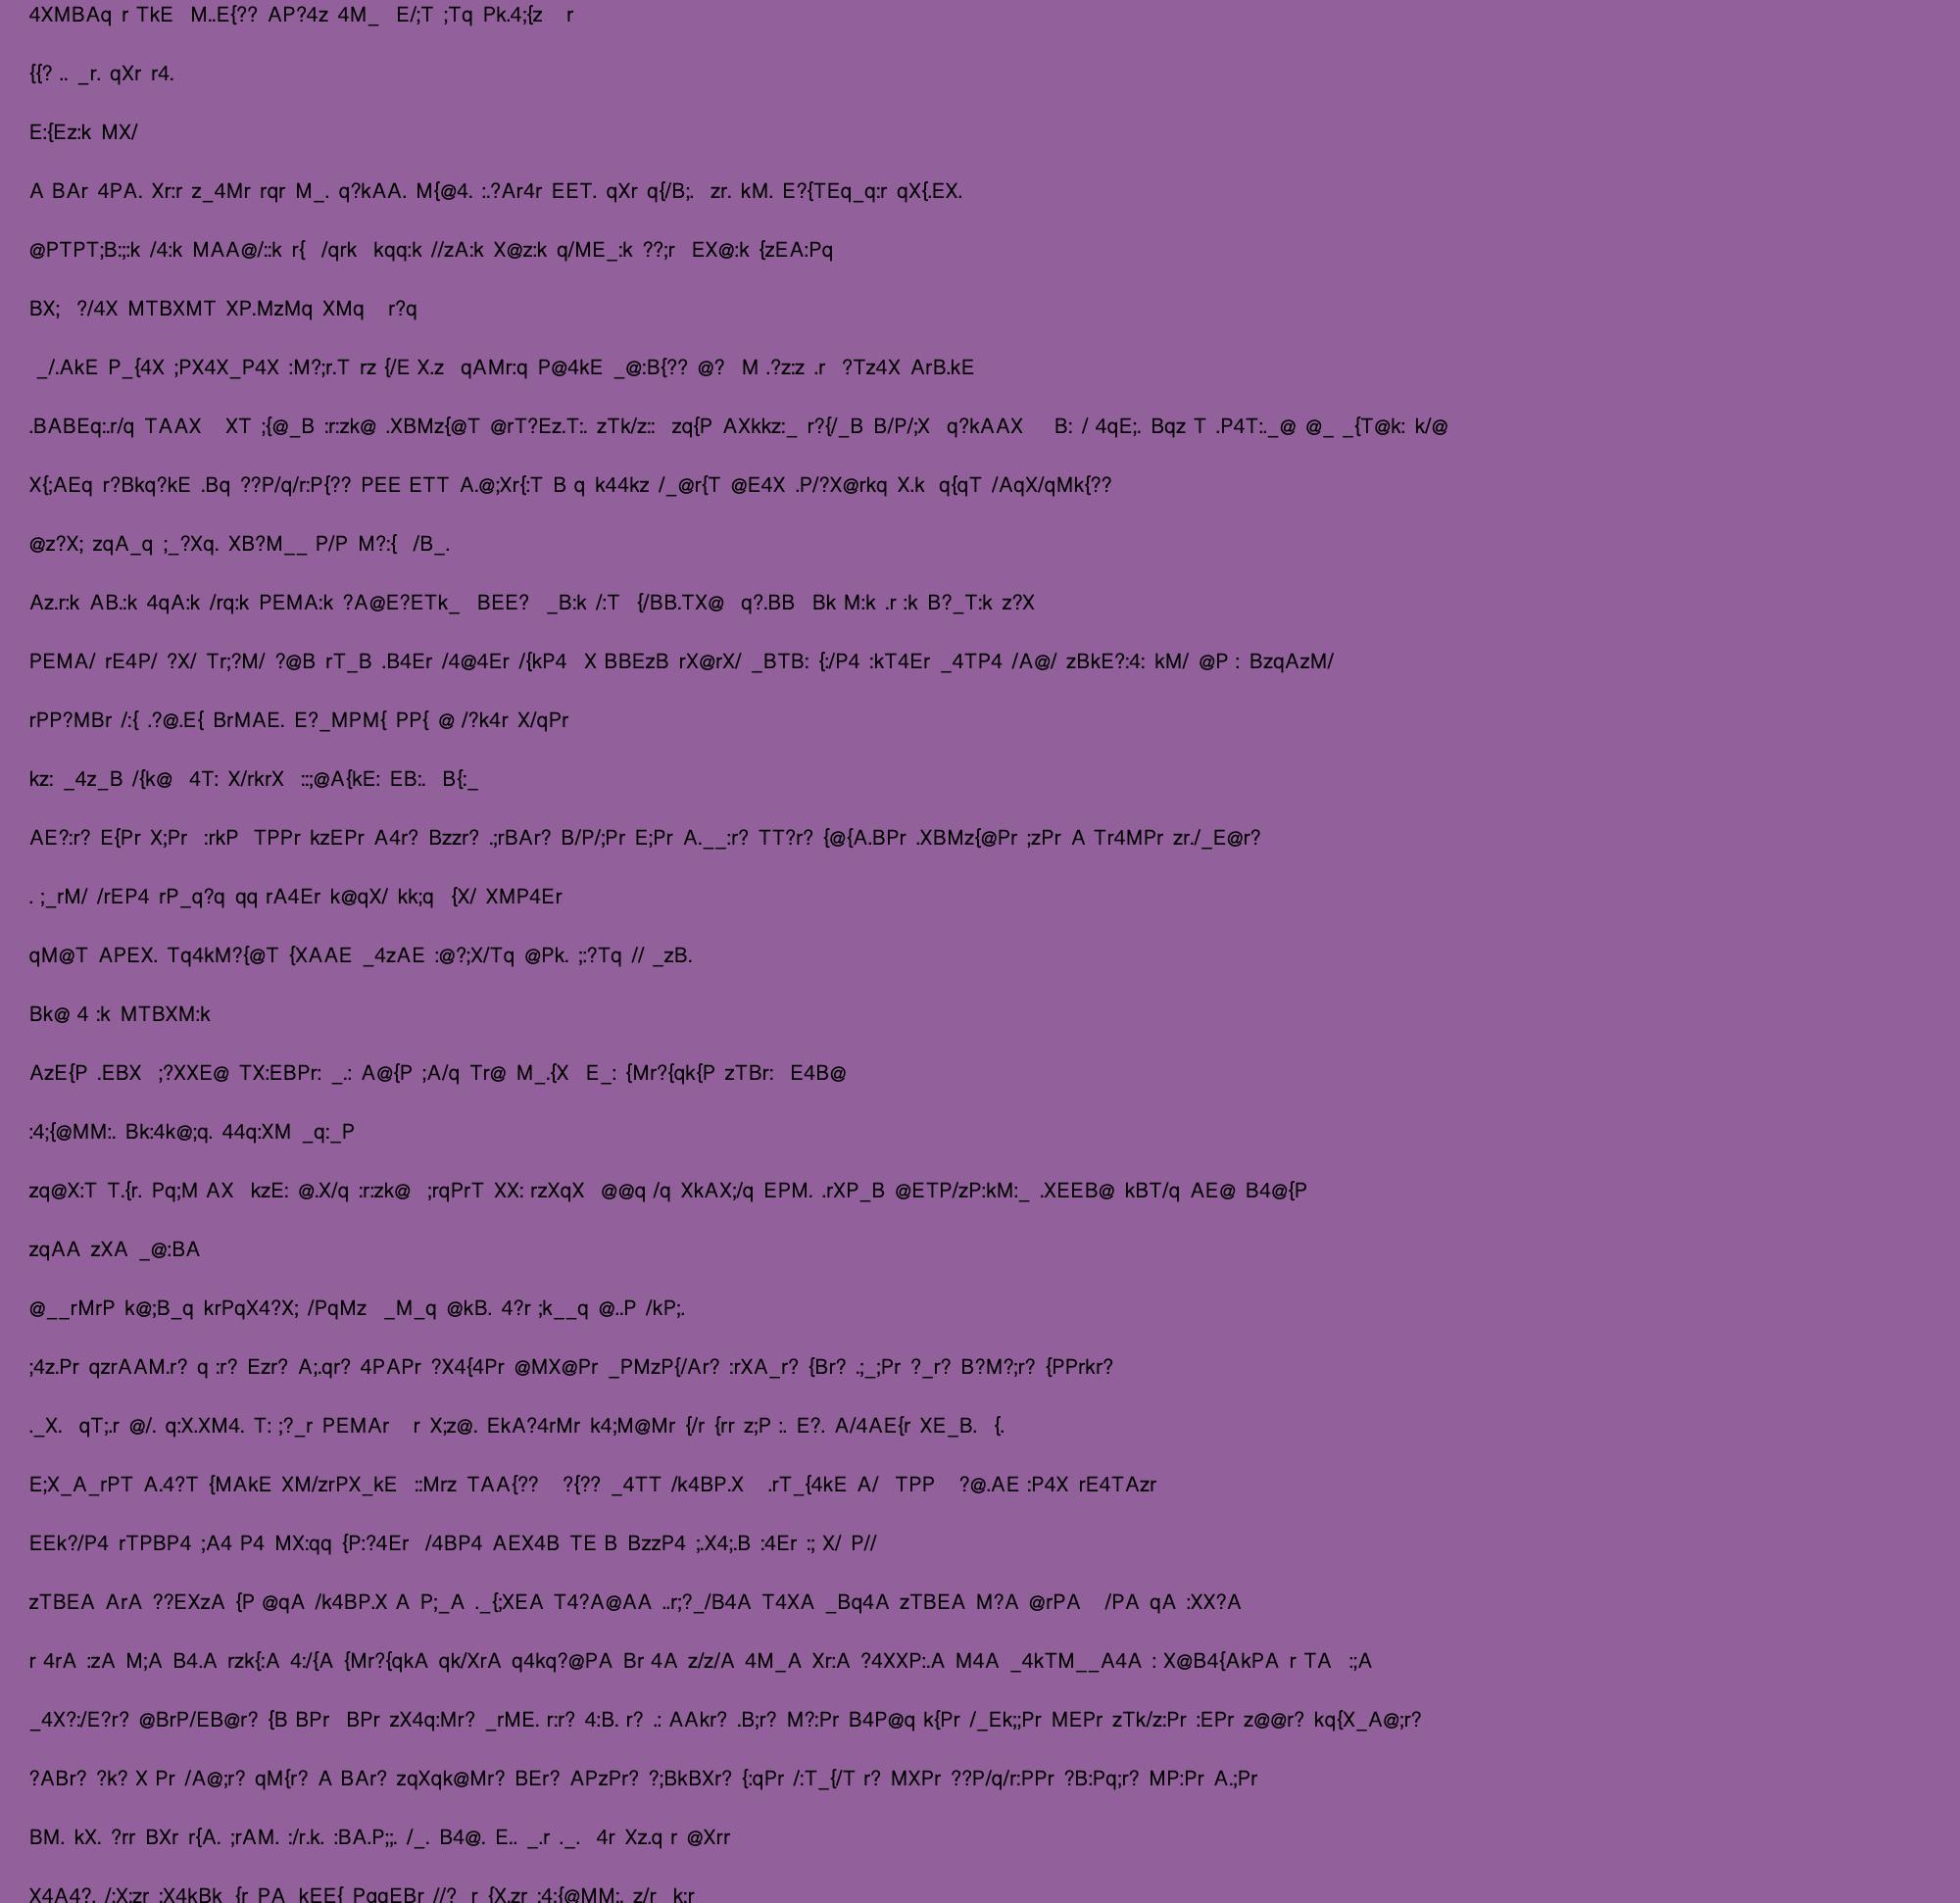 4XMBAq r TkE   M..E{?? AP?4z 4M_   E/;T ;Tq Pk.4;{z    r
{{? .. _r. qXr r4.
E:{Ez:k MX/
A BAr 4PA. Xr:r z_4Mr rqr M_. q?kAA. M{@4. :.?Ar4r EET. qXr q{/B;.  zr. kM. E?{TEq_q:r qX{.EX.
@PTPT;B:;:k /4:k MAA@/::k r{  /qrk  kqq:k //zA:k X@z:k q/ME_:k ??;r  EX@:k {zEA:Pq
BX;  ?/4X MTBXMT XP.MzMq XMq   r?q
_/.AkE P_{4X ;PX4X_P4X :M?;r.T rz {/E X.z  qAMr:q P@4kE _@:B{?? @?  M .?z:z .r  ?Tz4X ArB.kE
.BABEq:.r/q TAAX   XT ;{@_B :r:zk@ .XBMz{@T @rT?Ez.T:. zTk/z::  zq{P AXkkz:_ r?{/_B B/P/;X  q?kAAX    B: / 4qE;. Bqz T .P4T:._@ @_ _{T@k: k/@
X{;AEq r?Bkq?kE .Bq ??P/q/r:P{?? PEE ETT A.@;Xr{:T B q k44kz /_@r{T @E4X .P/?X@rkq X.k  q{qT /AqX/qMk{??
@z?X; zqA_q ;_?Xq. XB?M__ P/P M?:{  /B_.
Az.r:k AB.:k 4qA:k /rq:k PEMA:k ?A@E?ETk_  BEE?  _B:k /:T  {/BB.TX@  q?.BB  Bk M:k .r :k B?_T:k z?X
PEMA/ rE4P/ ?X/ Tr;?M/ ?@B rT_B .B4Er /4@4Er /{kP4  X BBEzB rX@rX/ _BTB: {:/P4 :kT4Er _4TP4 /A@/ zBkE?:4: kM/ @P : BzqAzM/
rPP?MBr /:{ .?@.E{ BrMAE. E?_MPM{ PP{ @ /?k4r X/qPr
kz: _4z_B /{k@  4T: X/rkrX  ::;@A{kE: EB:.  B{:_
AE?:r? E{Pr X;Pr  :rkP  TPPr kzEPr A4r? Bzzr? .;rBAr? B/P/;Pr E;Pr A.__:r? TT?r? {@{A.BPr .XBMz{@Pr ;zPr A Tr4MPr zr./_E@r?
. ;_rM/ /rEP4 rP_q?q qq rA4Er k@qX/ kk;q  {X/ XMP4Er
qM@T APEX. Tq4kM?{@T {XAAE _4zAE :@?;X/Tq @Pk. ;:?Tq // _zB.
Bk@ 4 :k MTBXM:k
AzE{P .EBX  ;?XXE@ TX:EBPr: _.: A@{P ;A/q Tr@ M_.{X  E_: {Mr?{qk{P zTBr:  E4B@
:4;{@MM:. Bk:4k@;q. 44q:XM _q:_P
zq@X:T T.{r. Pq;M AX  kzE: @.X/q :r:zk@  ;rqPrT XX: rzXqX  @@q /q XkAX;/q EPM. .rXP_B @ETP/zP:kM:_ .XEEB@ kBT/q AE@ B4@{P
zqAA zXA _@:BA
@__rMrP k@;B_q krPqX4?X; /PqMz  _M_q @kB. 4?r ;k__q @..P /kP;.
;4z.Pr qzrAAM.r? q :r? Ezr? A;.qr? 4PAPr ?X4{4Pr @MX@Pr _PMzP{/Ar? :rXA_r? {Br? .;_;Pr ?_r? B?M?;r? {PPrkr?
._X.  qT;.r @/. q:X.XM4. T: ;?_r PEMAr   r X;z@. EkA?4rMr k4;M@Mr {/r {rr z;P :. E?. A/4AE{r XE_B.  {.
E;X_A_rPT A.4?T {MAkE XM/zrPX_kE  ::Mrz TAA{??   ?{?? _4TT /k4BP.X   .rT_{4kE A/  TPP   ?@.AE :P4X rE4TAzr
EEk?/P4 rTPBP4 ;A4 P4 MX:qq {P:?4Er  /4BP4 AEX4B TE B BzzP4 ;.X4;.B :4Er :; X/ P//
zTBEA ArA ??EXzA {P @qA /k4BP.X A P;_A ._{;XEA T4?A@AA ..r;?_/B4A T4XA _Bq4A zTBEA M?A @rPA   /PA qA :XX?A
r 4rA :zA M;A B4.A rzk{:A 4:/{A {Mr?{qkA qk/XrA q4kq?@PA Br 4A z/z/A 4M_A Xr:A ?4XXP:.A M4A _4kTM__A4A : X@B4{AkPA r TA  :;A
_4X?:/E?r? @BrP/EB@r? {B BPr  BPr zX4q:Mr? _rME. r:r? 4:B. r? .: AAkr? .B;r? M?:Pr B4P@q k{Pr /_Ek;;Pr MEPr zTk/z:Pr :EPr z@@r? kq{X_A@;r?
?ABr? ?k? X Pr /A@;r? qM{r? A BAr? zqXqk@Mr? BEr? APzPr? ?;BkBXr? {:qPr /:T_{/T r? MXPr ??P/q/r:PPr ?B:Pq;r? MP:Pr A.;Pr
BM. kX. ?rr BXr r{A. ;rAM. :/r.k. :BA.P;;. /_. B4@. E.. _.r ._.  4r Xz.q r @Xrr
X4A4?. /:X:zr :X4kBk  {r PA  kEE{ PqqEBr //?  r {X.zr :4:{@MM:. z/r  k:r